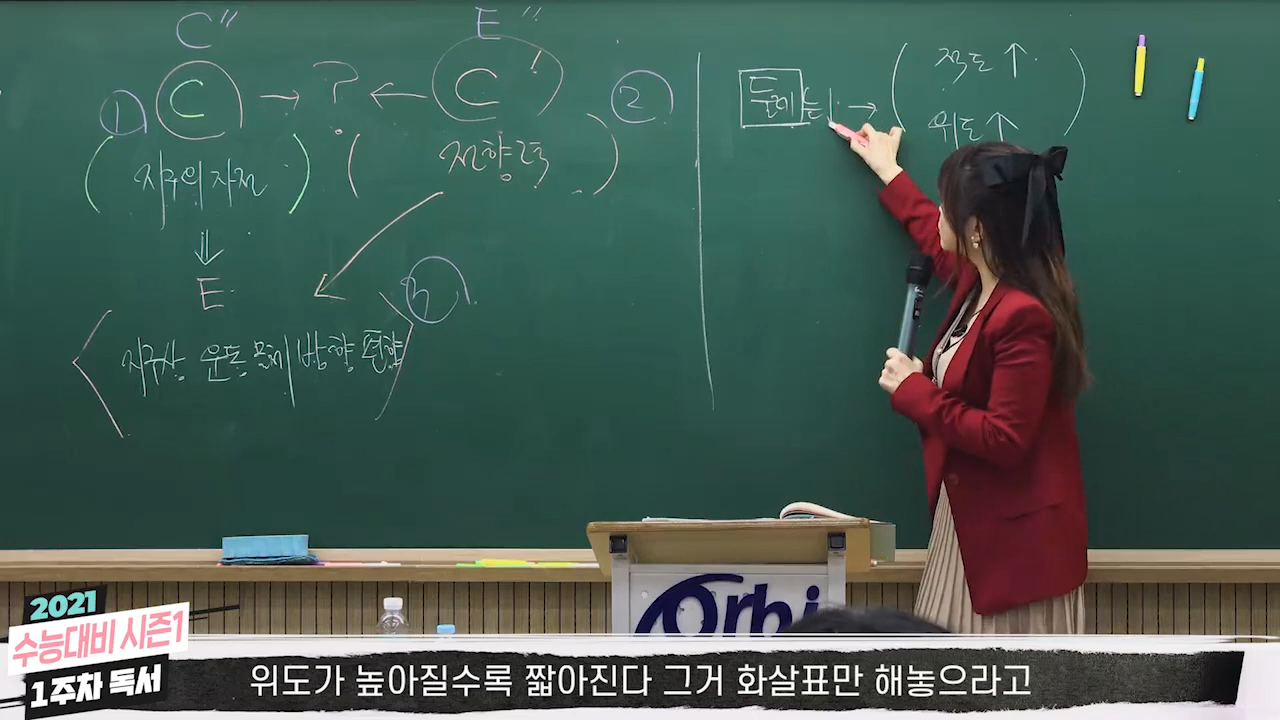 C"
E"
① C → ? ← C' ②
(지구의 자전)
(전향력)
⇓
E
③
<지구상 운동 물체 방향 편향>
둘레 는 → (적도↑
위도↑)
Orbi
2021
수능대비 시즌1
1주차 독서
위도가 높아질수록 짧아진다 그거 화살표만 해놓으라고